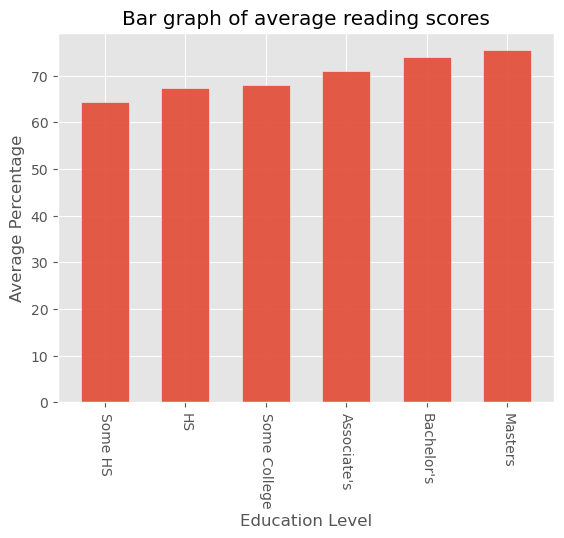 Bar graph of average reading scores
Average Percentage
70
60
50
40
30
20
10
0
Some HS
HS
Some College
Associate's
Bachelor's
Masters
Education Level